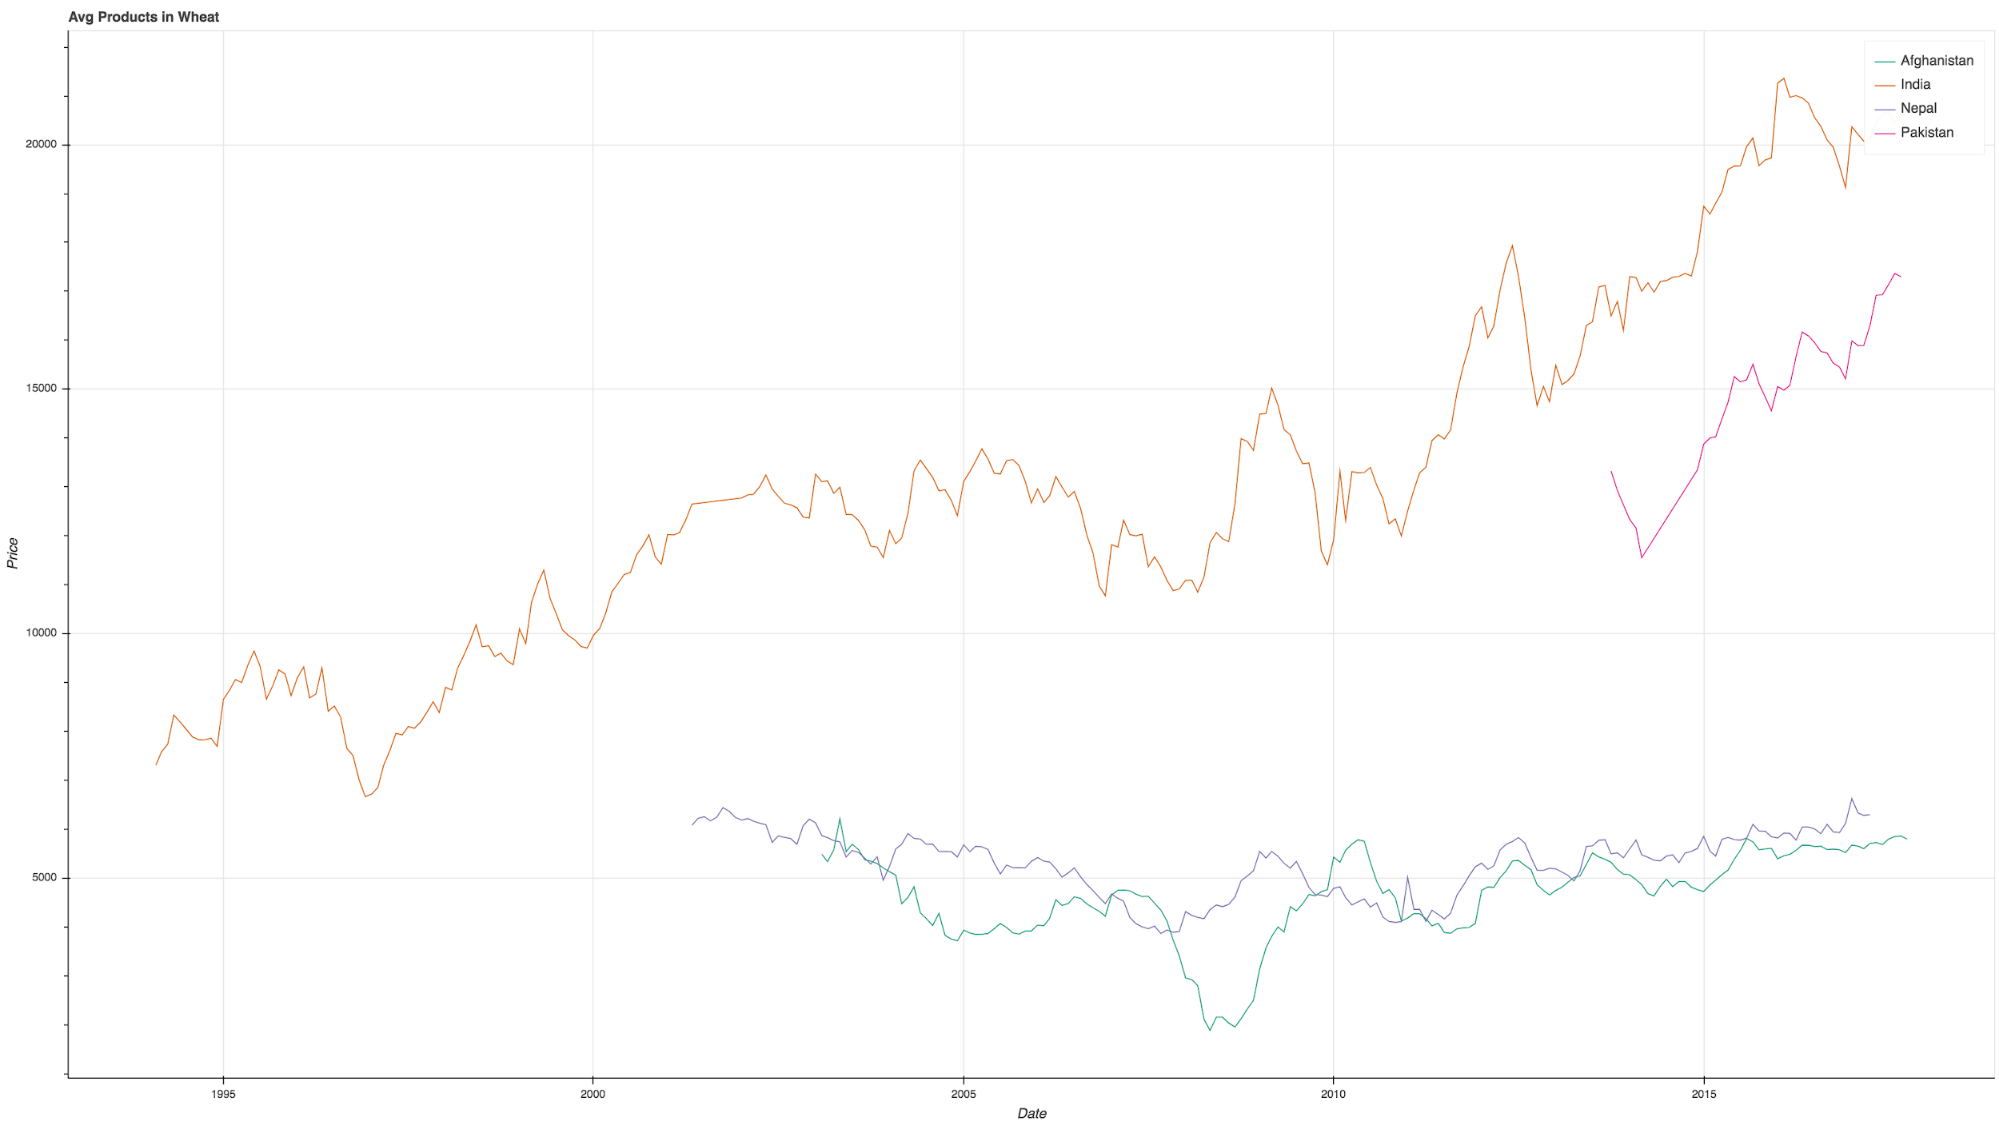 Avg Products in Wheat
Afghanistan
India
Nepal
Pakistan
20000
15000
10000
5000
Price
1995 2000 2005 2010 2015
Date